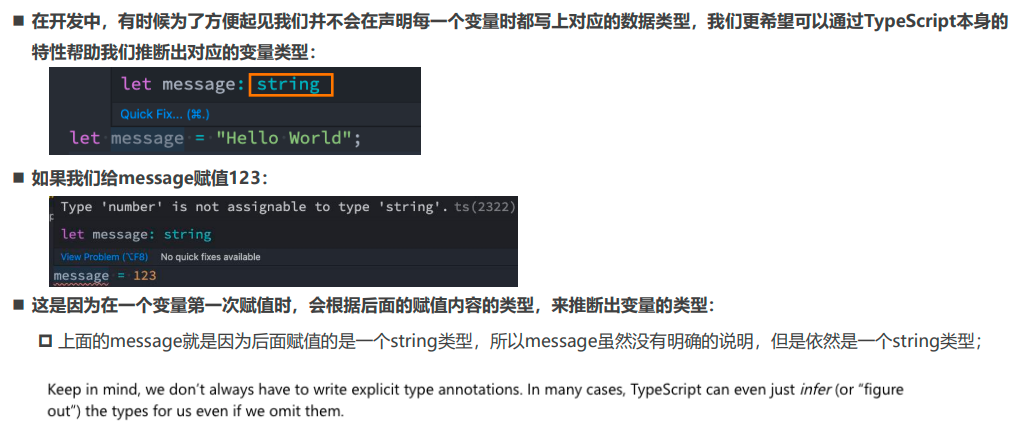 ■ 在开发中，有时候为了方便起见我们并不会在声明每一个变量时都写上对应的数据类型，我们更希望可以通过TypeScript本身的
特性帮助我们推断出对应的变量类型：
let message: string
Quick Fix... (⌘.)
let message = "Hello World";
■ 如果我们给message赋值123：
Type 'number' is not assignable to type 'string'. ts(2322)
let message: string
View Problem (⌥F8) No quick fixes available
message = 123
■ 这是因为在一个变量第一次赋值时，会根据后面的赋值内容的类型，来推断出变量的类型：
上面的message就是因为后面赋值的是一个string类型，所以message虽然没有明确的说明，但是依然是一个string类型；
Keep in mind, we don't always have to write explicit type annotations. In many cases, TypeScript can even just infer (or "figure
out") the types for us even if we omit them.